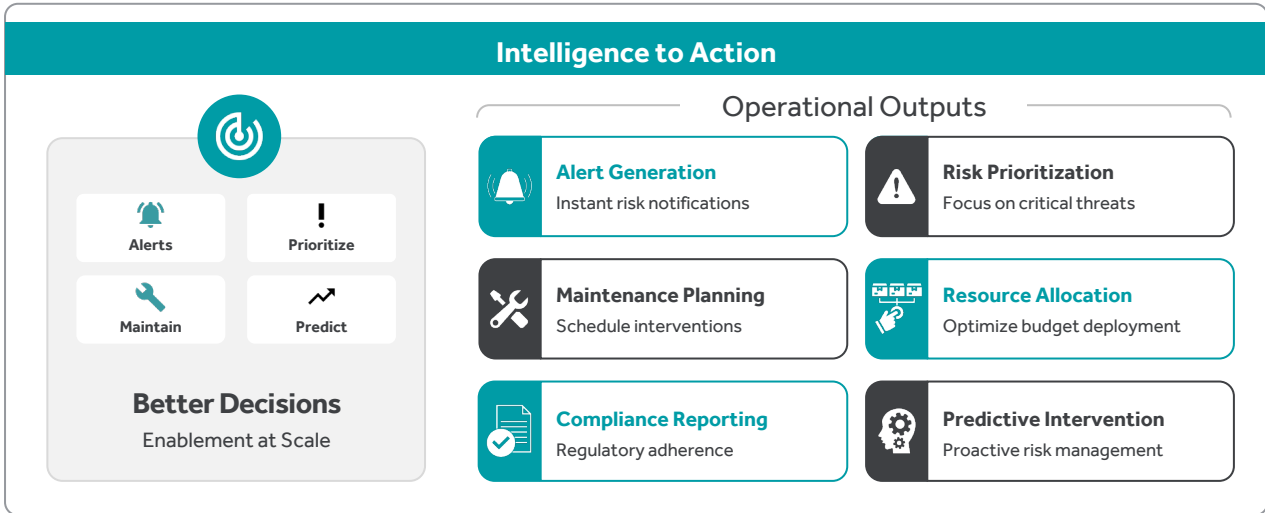 Intelligence to Action
Alerts
Prioritize
Maintain
Predict
Better Decisions
Enablement at Scale
Operational Outputs
Alert Generation
Instant risk notifications
Risk Prioritization
Focus on critical threats
Maintenance Planning
Schedule interventions
Resource Allocation
Optimize budget deployment
Compliance Reporting
Regulatory adherence
Predictive Intervention
Proactive risk management